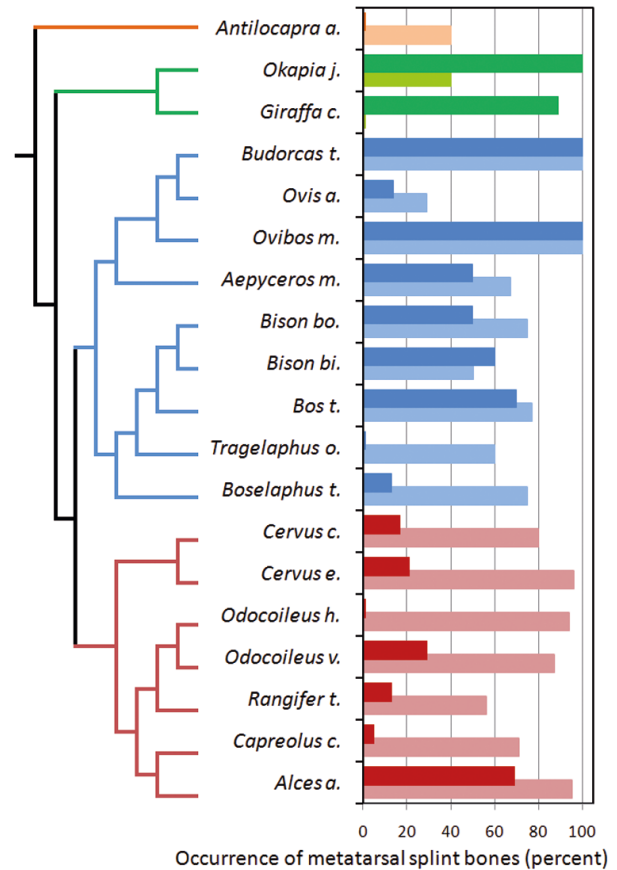 Antilocapra a.
Okapia j.
Giraffa c.
Budorcas t.
Ovis a.
Ovibos m.
Aepyceros m.
Bison bo.
Bison bi.
Bos t.
Tragelaphus o.
Boselaphus t.
Cervus c.
Cervus e.
Odocoileus h.
Odocoileus v.
Rangifer t.
Capreolus c.
Alces a.
0 20 40 60 80 100
Occurrence of metatarsal splint bones (percent)